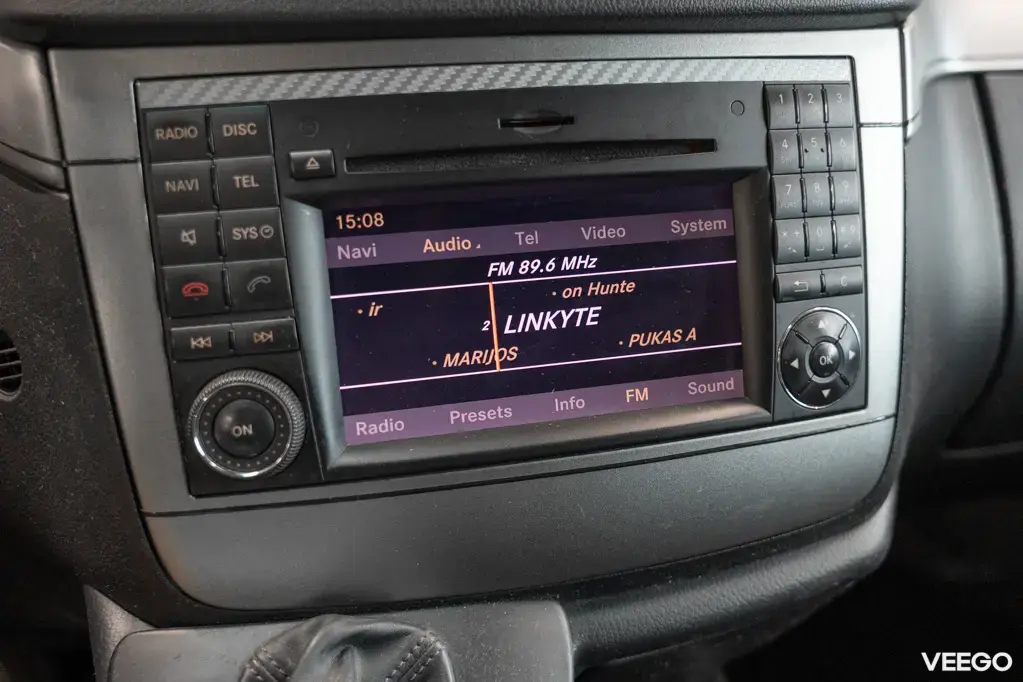 RADIO DISC
NAVI TEL
SYS
ON
15:08
Navi Audio Tel Video System
FM 89.6 MHz
ir on Hunte
2 LINKYTE
MARIJOS PUKAS A
Radio Presets Info FM Sound
1 2 3
4 5 6
7 8 9
* 0 #
C
OK
VEEGO